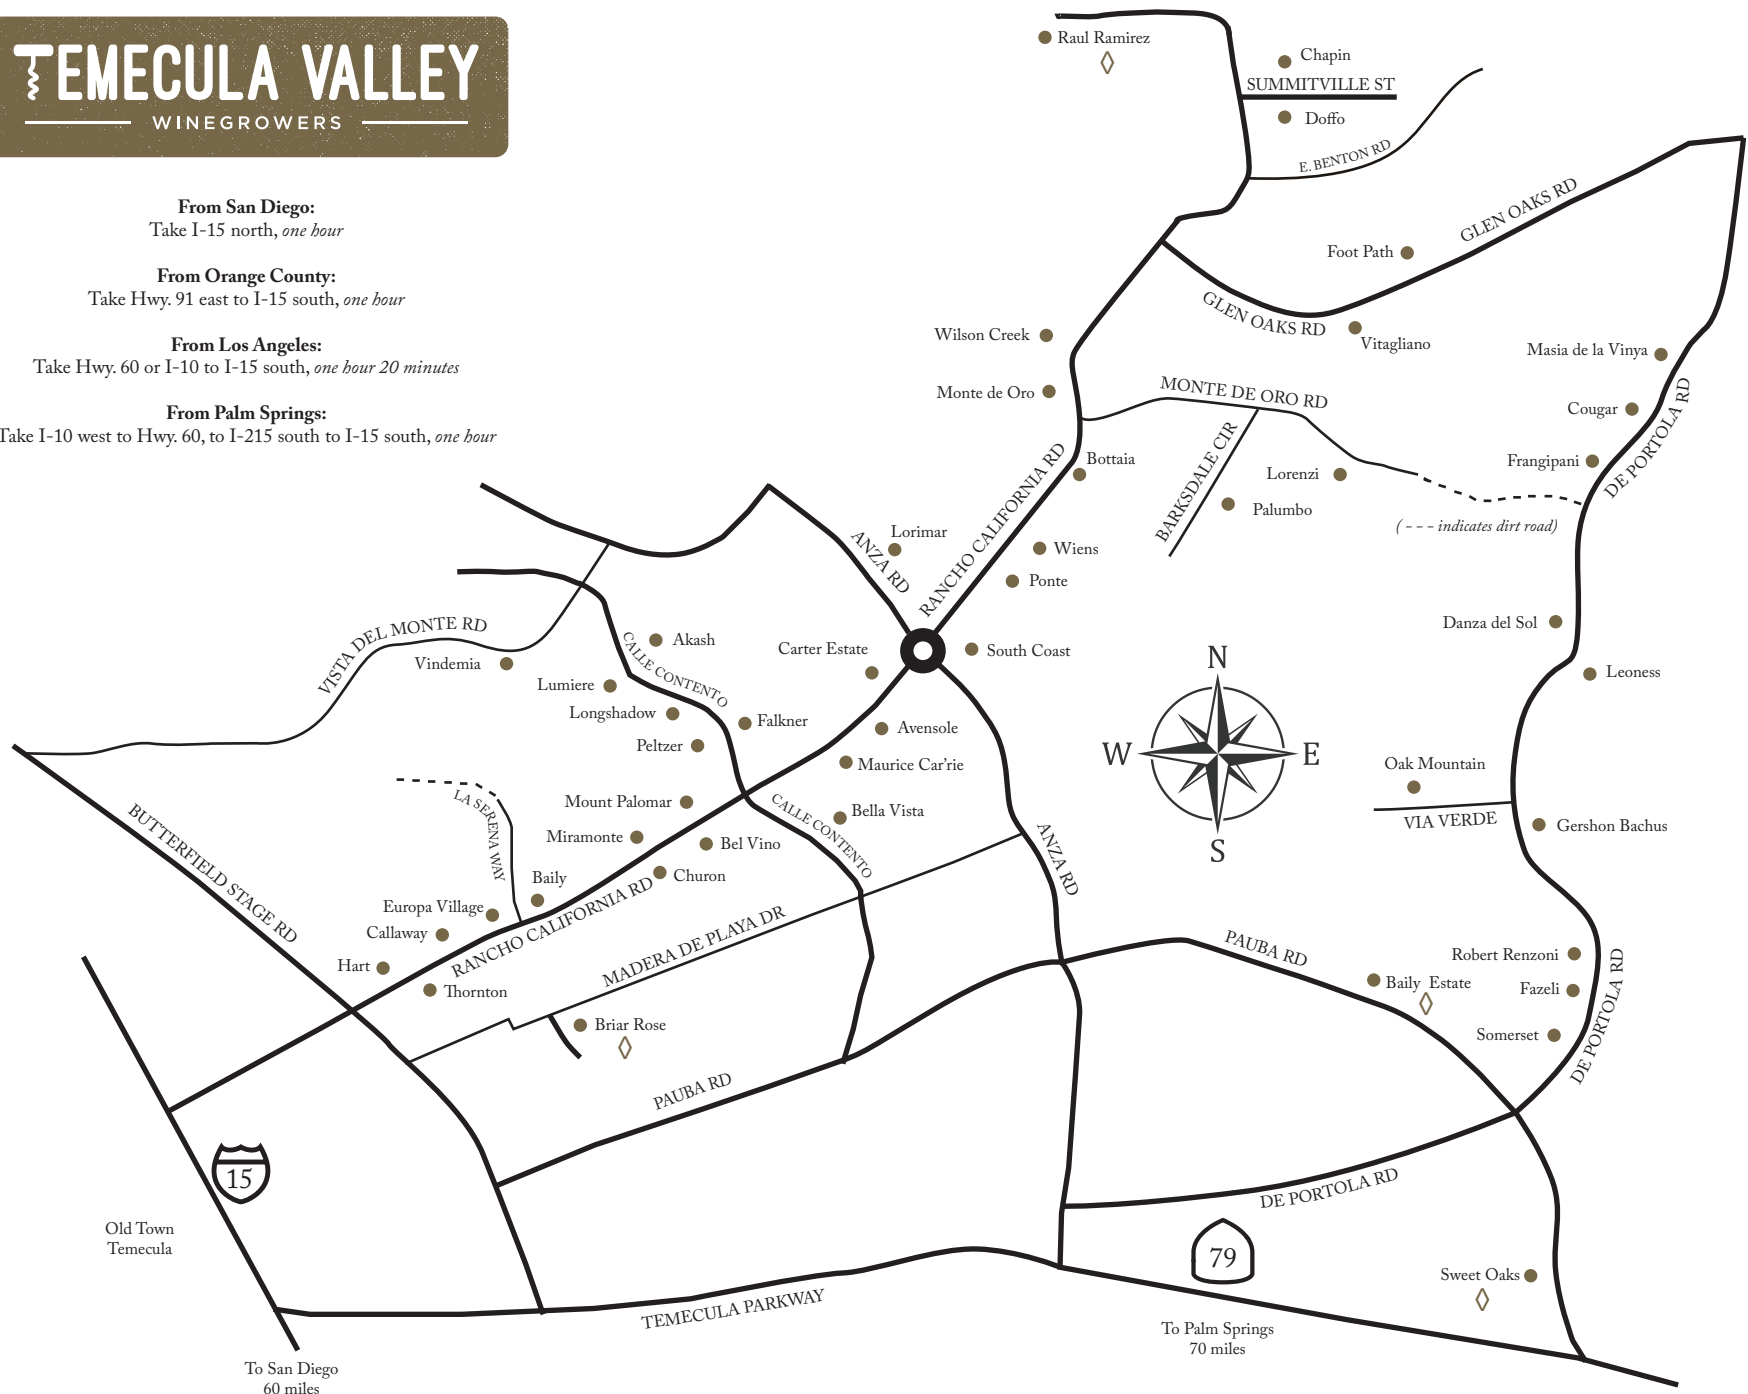 TEMECULA VALLEY
WINEGROWERS
From San Diego:
Take I-15 north, one hour
From Orange County:
Take Hwy. 91 east to I-15 south, one hour
From Los Angeles:
Take Hwy. 60 or I-10 to I-15 south, one hour 20 minutes
From Palm Springs:
Take I-10 west to Hwy. 60, to I-215 south to I-15 south, one hour
Raul Ramirez
Chapin
SUMMITVILLE ST
Doffo
E. BENTON RD
GLEN OAKS RD
Foot Path
GLEN OAKS RD
Vitagliano
Wilson Creek
Masia de la Vinya
Monte de Oro
MONTE DE ORO RD
Cougar
DE PORTOLA RD
BARKSDALE CIR
Bottaia
Lorenzi
Frangipani
Palumbo
( - - - indicates dirt road)
RANCHO CALIFORNIA RD
Lorimar
ANZA RD
Wiens
Ponte
Danza del Sol
VISTA DEL MONTE RD
Vindemia
CALLE CONTENTO
Akash
Carter Estate
South Coast
Leoness
Lumiere
Longshadow
Falkner
Avensole
Peltzer
Maurice Car'rie
N
W
E
S
Oak Mountain
VIA VERDE
Gershon Bachus
LA SERENA WAY
Mount Palomar
CALLE CONTENTO
Bella Vista
Miramonte
Bel Vino
ANZA RD
BUTTERFIELD STAGE RD
Baily
Churon
Europa Village
Callaway
RANCHO CALIFORNIA RD
MADERA DE PLAYA DR
Hart
Thornton
Briar Rose
PAUBA RD
Robert Renzoni
Baily Estate
Fazeli
DE PORTOLA RD
Somerset
PAUBA RD
15
Old Town
Temecula
DE PORTOLA RD
79
Sweet Oaks
TEMECULA PARKWAY
To Palm Springs
70 miles
To San Diego
60 miles